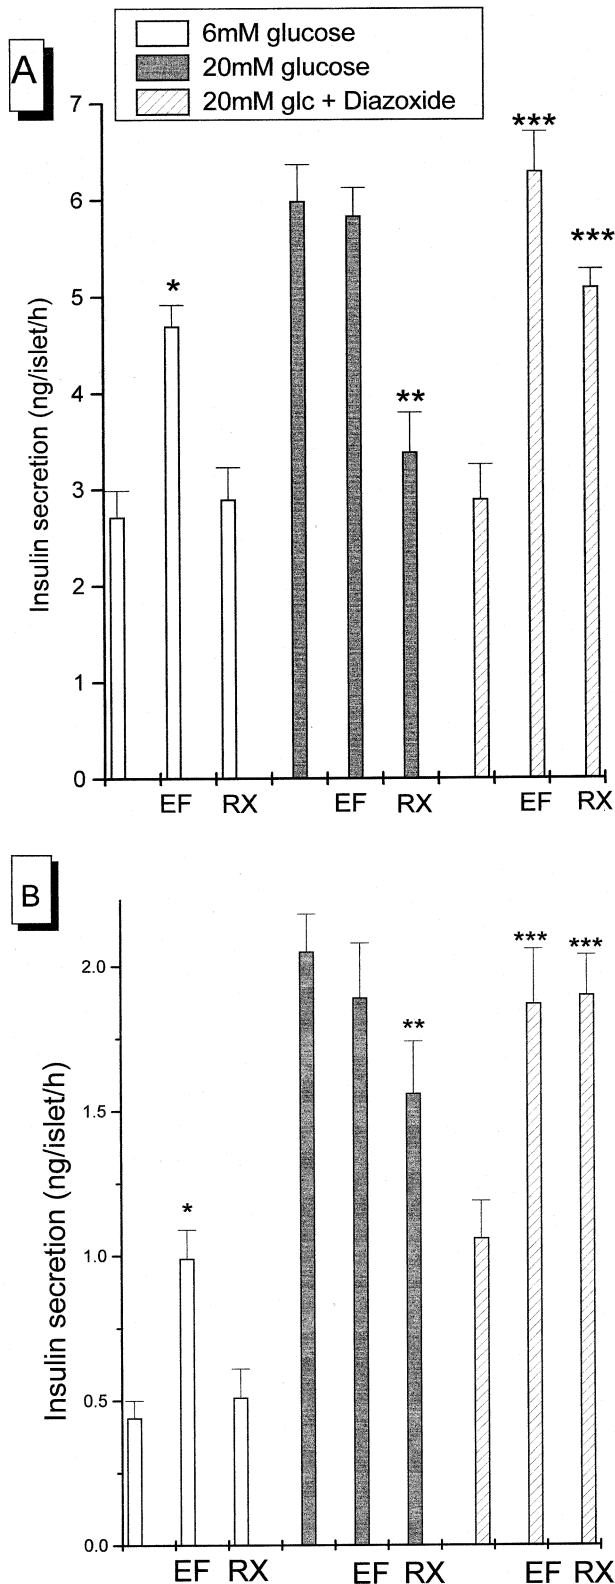 6mM glucose
20mM glucose
20mM glc + Diazoxide
A
7
6
5
4
3
2
1
0
Insulin secretion (ng/islet/h)
*
**
***
***
EF RX EF RX EF RX
B
2.0
1.5
1.0
0.5
0.0
Insulin secretion (ng/islet/h)
*
**
***
***
EF RX EF RX EF RX